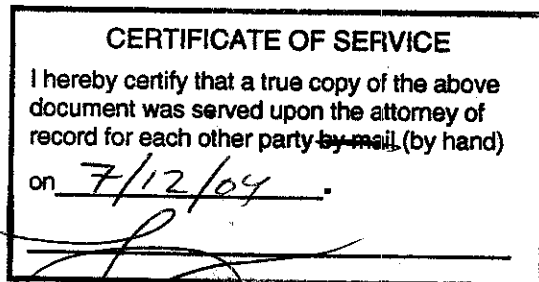 CERTIFICATE OF SERVICE
I hereby certify that a true copy of the above
document was served upon the attorney of
record for each other party by mail (by hand)
on 7/12/04.